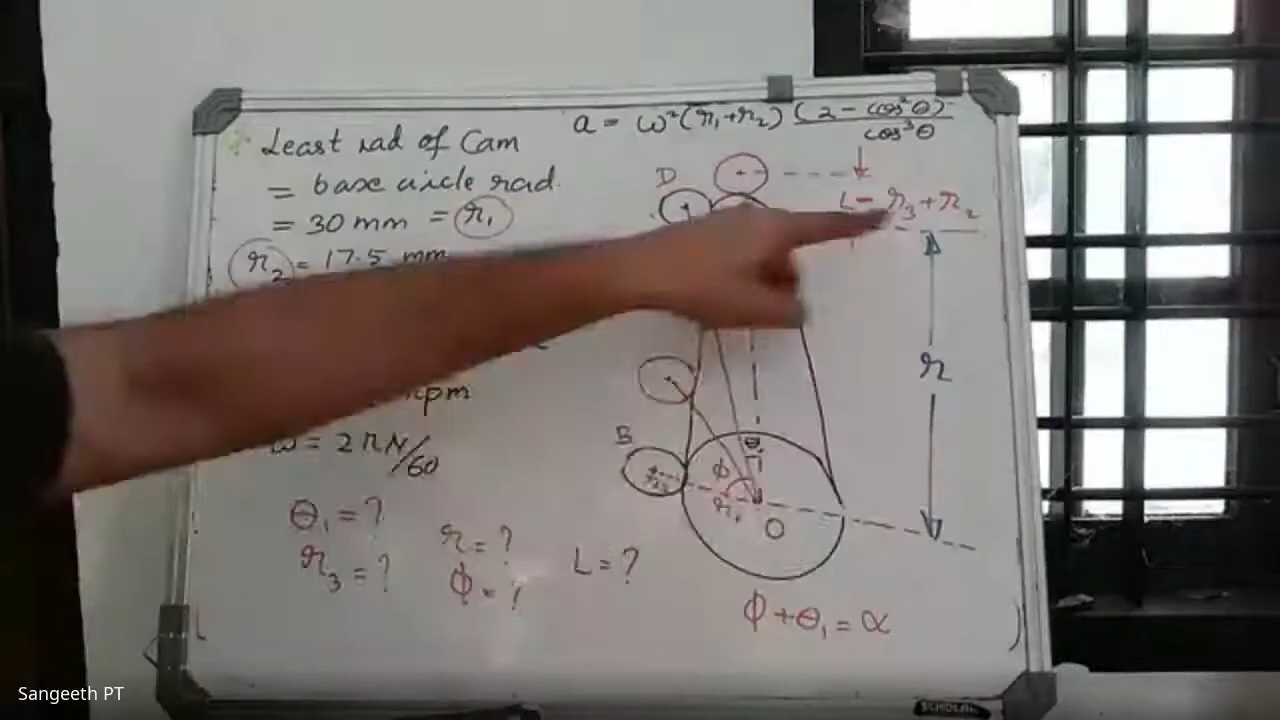 Least rad of Cam
= base circle rad.
= 30 mm = r₁
r₂ = 17.5 mm
rpm
ω = 2πN/60
θ₁ = ?
r₃ = ?
r = ?
ϕ = ?
L = ?
a = ω²(r₁+r₂) (2 - cos²θ)
cos³θ
D
L - r₃ + r₂
r
B
θ₁
ϕ
r₁
O
ϕ + θ₁ = α
SCHOLAR
Sangeeth PT